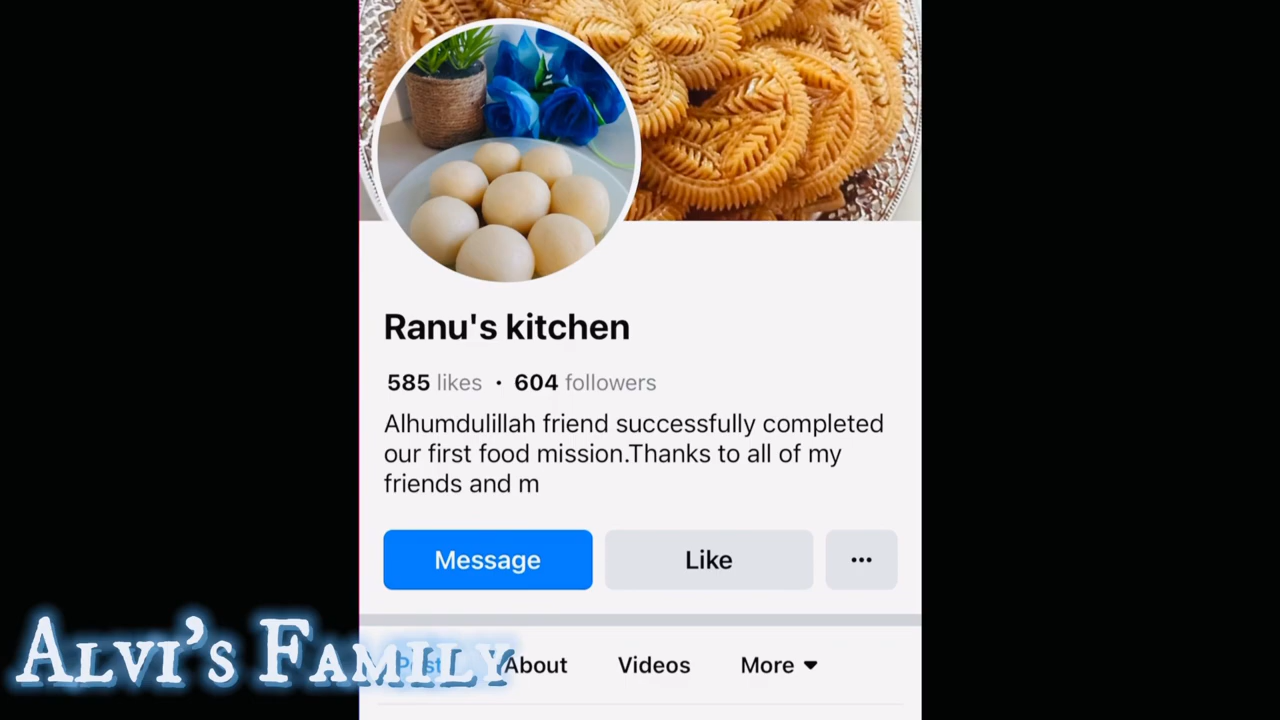 Ranu's kitchen
585 likes • 604 followers
Alhumdulillah friend successfully completed
our first food mission.Thanks to all of my
friends and m
Message
Like
•••
Posts About Videos More
ALVI'S FAMILY